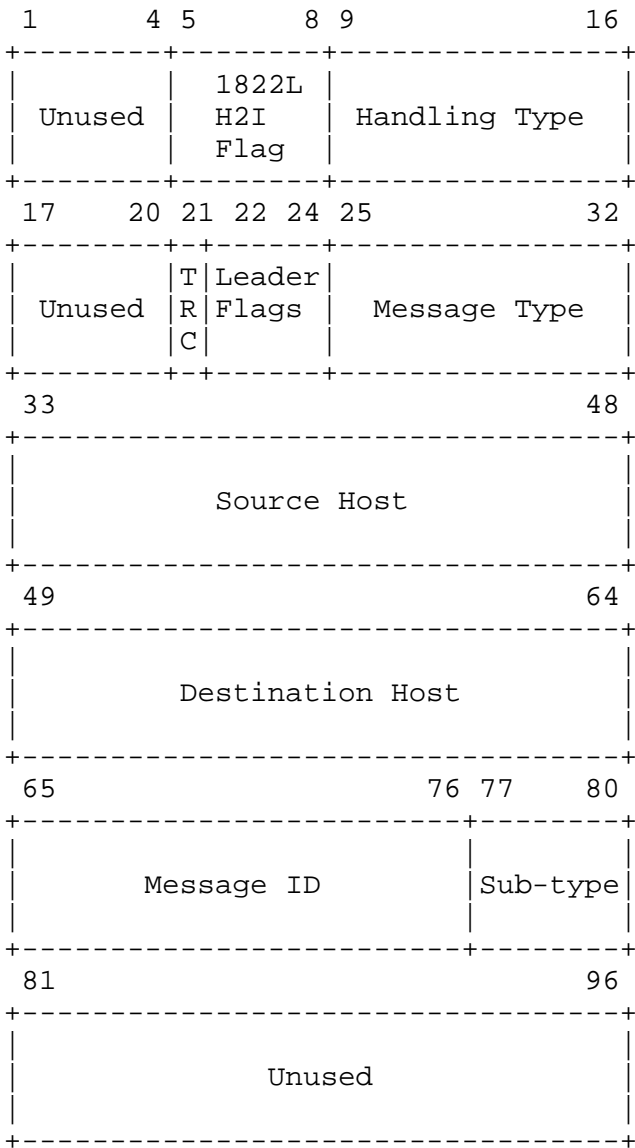 1 4 5 8 9 16
1822L
Unused H2I Handling Type
Flag
17 20 21 22 24 25 32
T Leader
Unused R Flags Message Type
C
33 48
Source Host
49 64
Destination Host
65 76 77 80
Message ID Sub-type
81 96
Unused